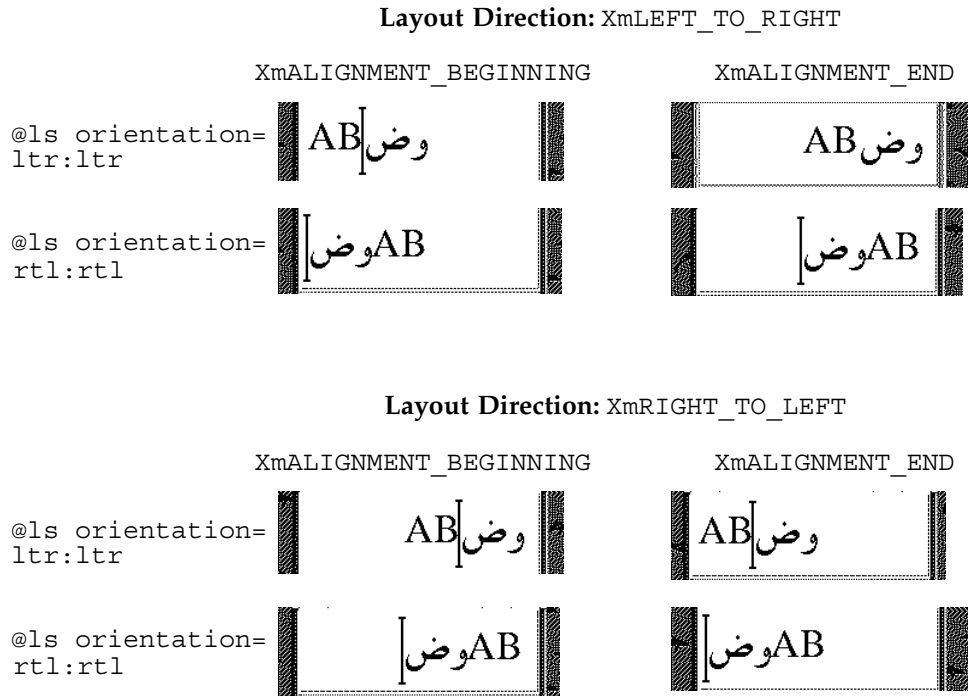 Layout Direction: XmLEFT_TO_RIGHT
XmALIGNMENT_BEGINNING XmALIGNMENT_END
@ls orientation=
ltr:ltr
ABوض
ABوض
@ls orientation=
rtl:rtl
وضAB
وضAB
Layout Direction: XmRIGHT_TO_LEFT
XmALIGNMENT_BEGINNING XmALIGNMENT_END
@ls orientation=
ltr:ltr
ABوض
ABوض
@ls orientation=
rtl:rtl
وضAB
وضAB